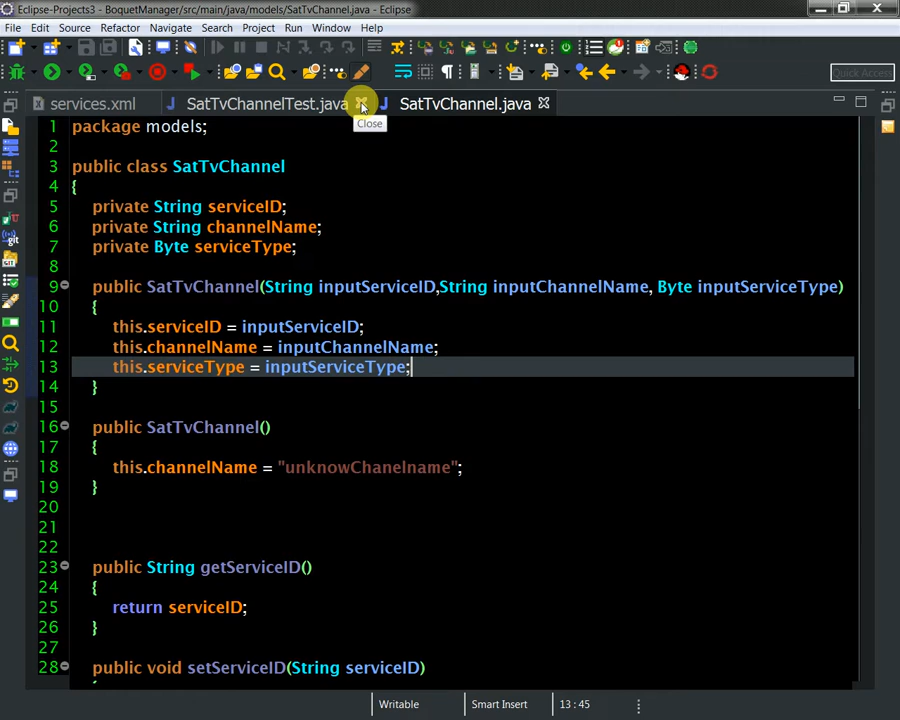 Eclipse-Projects3 - BoquetManager/src/main/java/models/SatTvChannel.java - Eclipse
File Edit Source Refactor Navigate Search Project Run Window Help
Quick Access
services.xml SatTvChannelTest.java SatTvChannel.java
Close
1 package models;
2
3 public class SatTvChannel
4 {
5 private String serviceID;
6 private String channelName;
7 private Byte serviceType;
8
9 public SatTvChannel(String inputServiceID,String inputChannelName, Byte inputServiceType)
10 {
11 this.serviceID = inputServiceID;
12 this.channelName = inputChannelName;
13 this.serviceType = inputServiceType;
14 }
15
16 public SatTvChannel()
17 {
18 this.channelName = "unknowChanelname";
19 }
20
21
22
23 public String getServiceID()
24 {
25 return serviceID;
26 }
27
28 public void setServiceID(String serviceID)
Writable Smart Insert 13 : 45